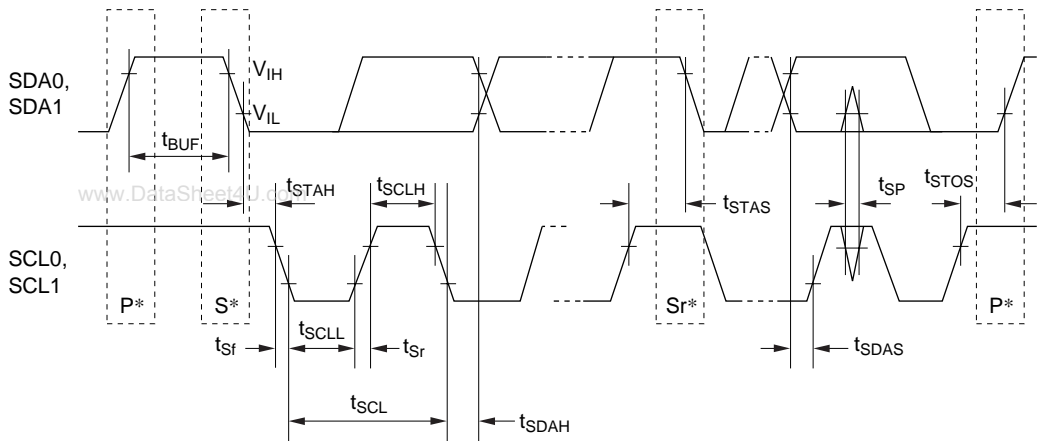 SDA0,
SDA1
VIH
VIL
tBUF
www.DataSheet4U.com
tSTAH
tSCLH
tSTAS
tSP
tSTOS
SCL0,
SCL1
P*
S*
Sr*
P*
tSf
tSCLL
tSr
tSDAS
tSCL
tSDAH